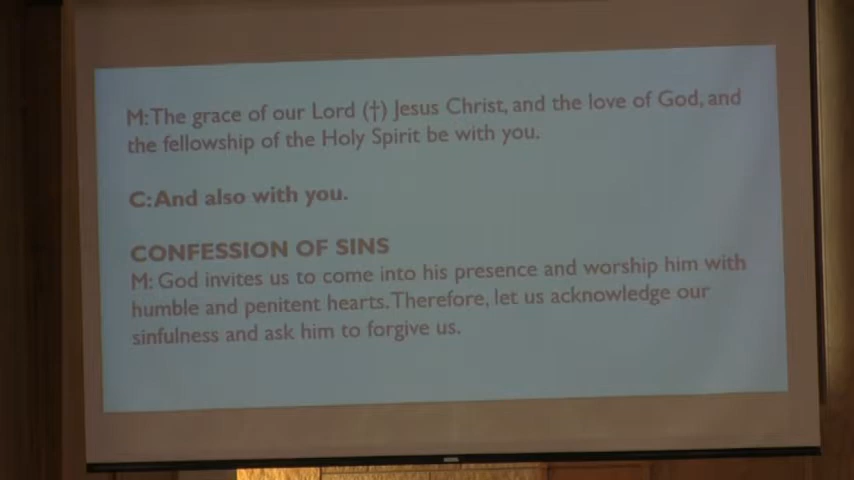 M: The grace of our Lord (†) Jesus Christ, and the love of God, and
the fellowship of the Holy Spirit be with you.
C: And also with you.
CONFESSION OF SINS
M: God invites us to come into his presence and worship him with
humble and penitent hearts. Therefore, let us acknowledge our
sinfulness and ask him to forgive us.